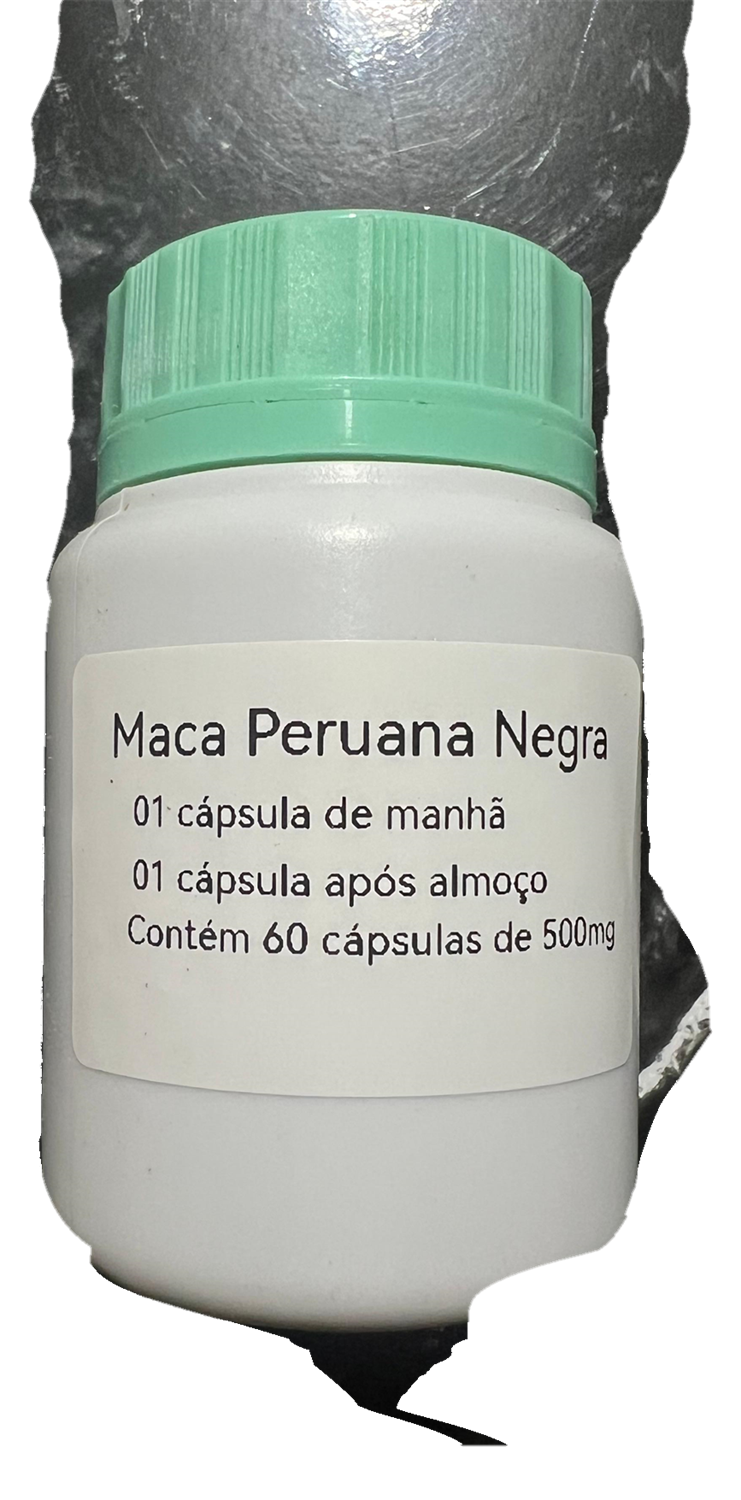 Maca Peruana Negra
01 cápsula de manhã
01 cápsula após almoço
Contém 60 cápsulas de 500mg